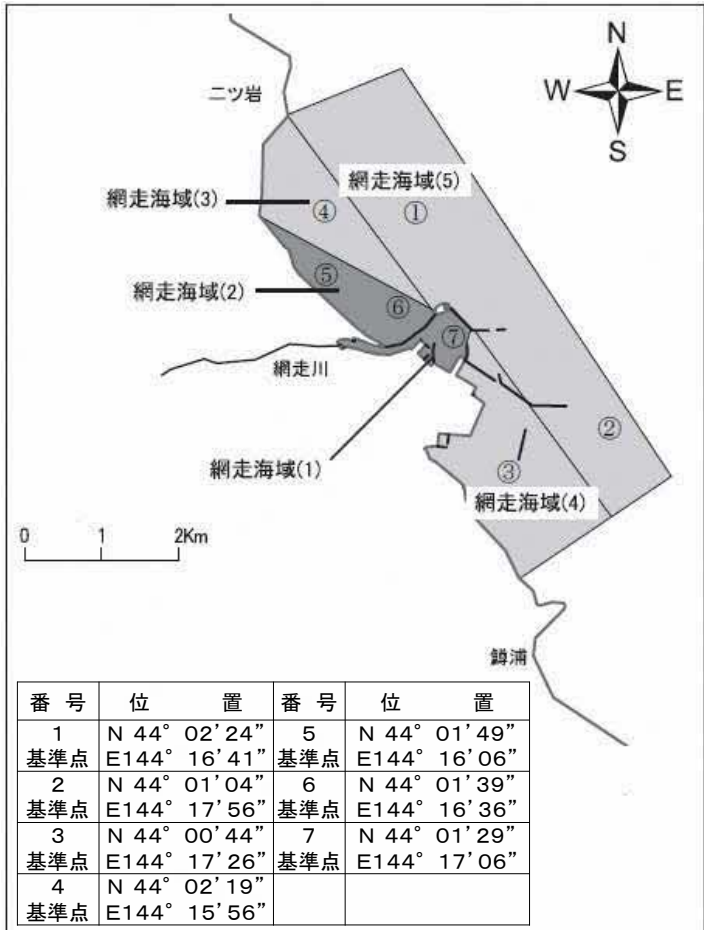 N
W E
S
二ツ岩
網走海域(5)
網走海域(3)
④
①
⑤
網走海域(2)
⑥
⑦
網走川
②
網走海域(1)
③
網走海域(4)
0 1 2Km
鱒浦
番 号 位 置 番 号 位 置
1 N 44° 02’24” 5 N 44° 01’49”
基準点 E144° 16’41” 基準点 E144° 16’06”
2 N 44° 01’04” 6 N 44° 01’39”
基準点 E144° 17’56” 基準点 E144° 16’36”
3 N 44° 00’44” 7 N 44° 01’29”
基準点 E144° 17’26” 基準点 E144° 17’06”
4 N 44° 02’19”
基準点 E144° 15’56”